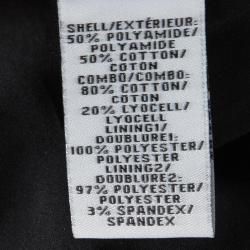 SHELL/EXTÉRIEUR:
50% POLYAMIDE/
POLYAMIDE
50% COTTON/
COTON
COMBO/COMBO:
80% COTTON/
COTON
20% LYOCELL/
LYOCELL
LINING1/
DOUBLURE1:
100% POLYESTER/
POLYESTER
LINING2/
DOUBLURE2:
97% POLYESTER/
POLYESTER
3% SPANDEX/
SPANDEX